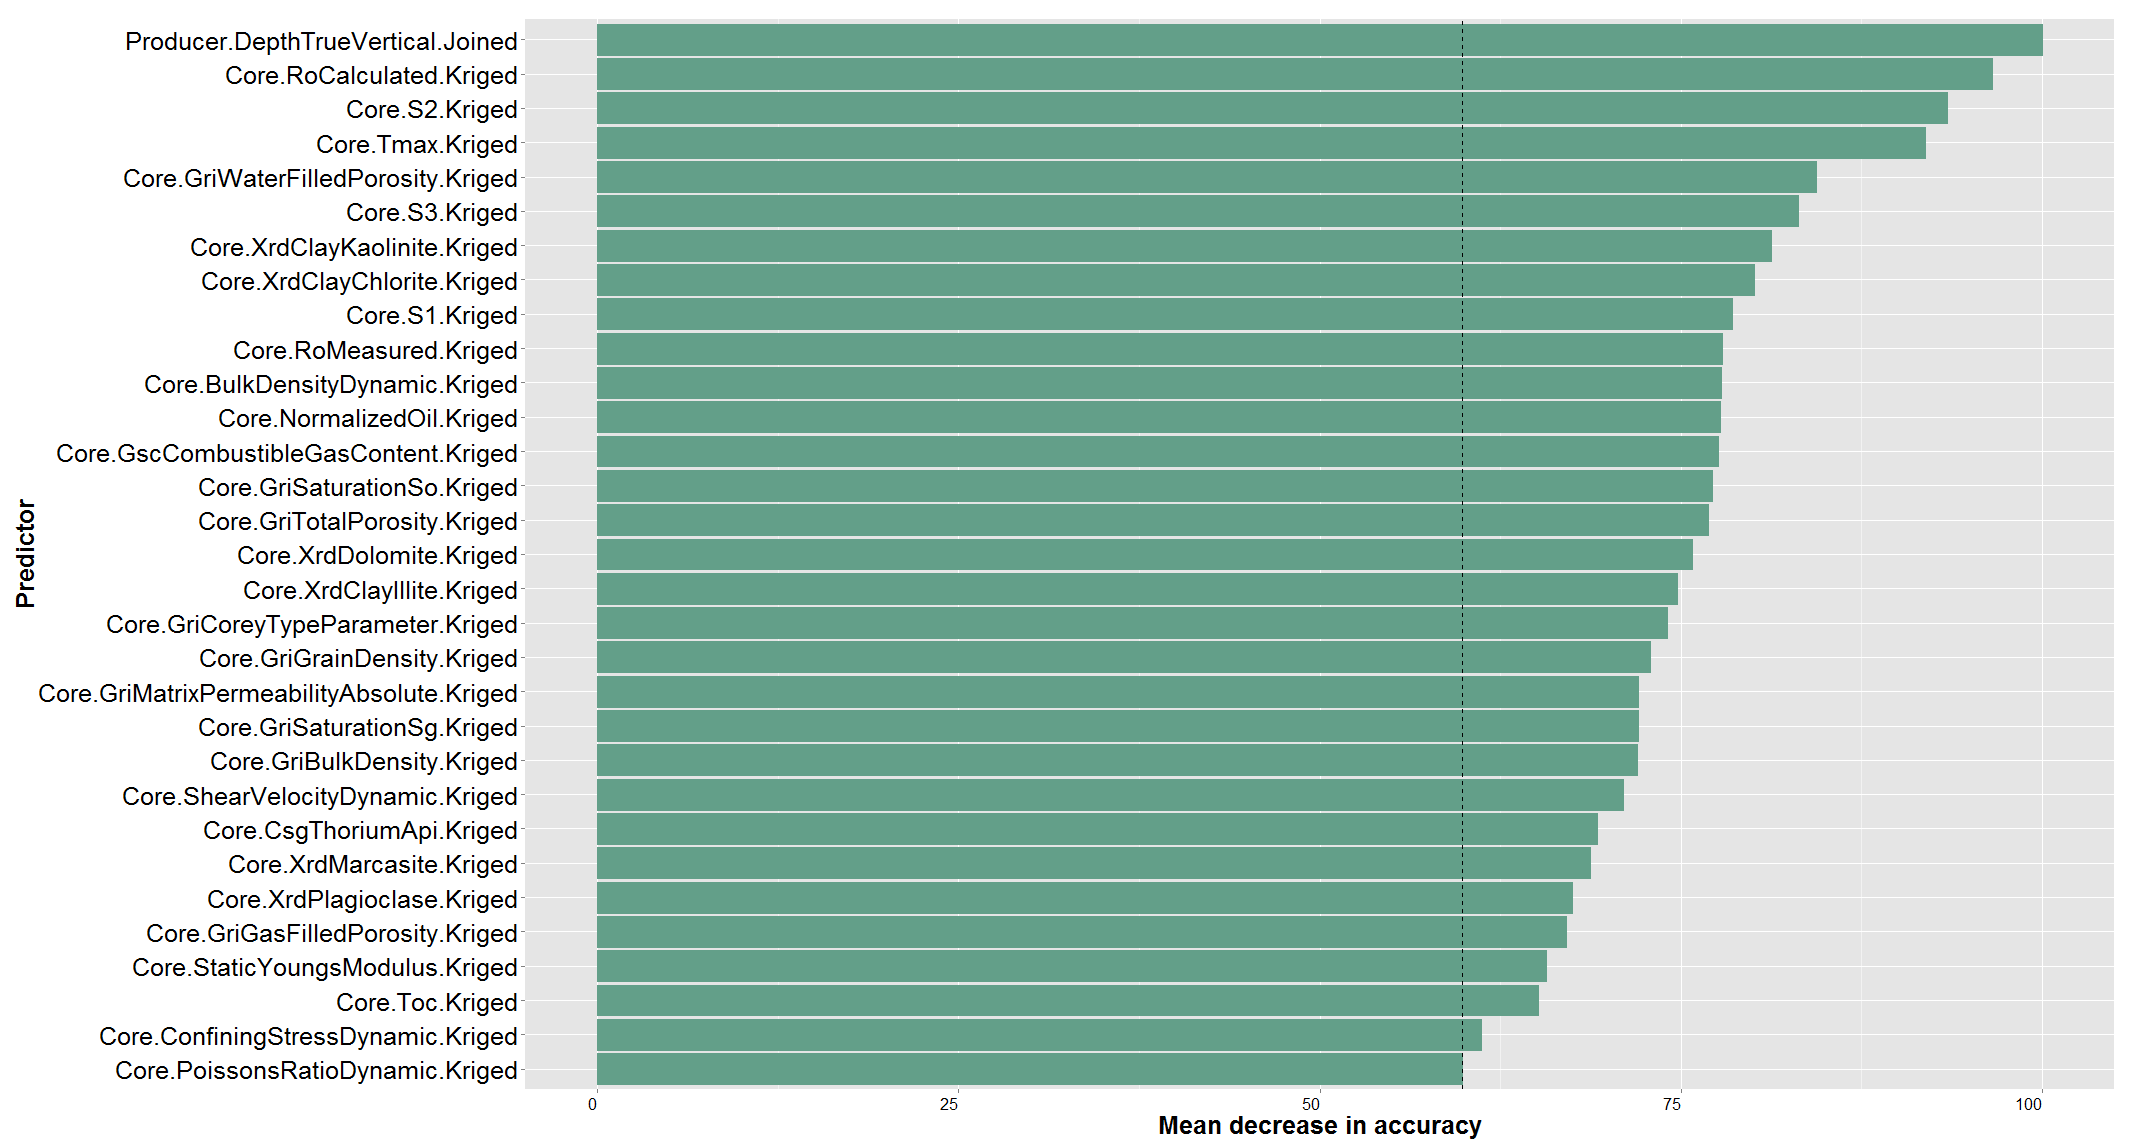 Producer.DepthTrueVertical.Joined
Core.RoCalculated.Kriged
Core.S2.Kriged
Core.Tmax.Kriged
Core.GriWaterFilledPorosity.Kriged
Core.S3.Kriged
Core.XrdClayKaolinite.Kriged
Core.XrdClayChlorite.Kriged
Core.S1.Kriged
Core.RoMeasured.Kriged
Core.BulkDensityDynamic.Kriged
Core.NormalizedOil.Kriged
Core.GscCombustibleGasContent.Kriged
Core.GriSaturationSo.Kriged
Core.GriTotalPorosity.Kriged
Core.XrdDolomite.Kriged
Core.XrdClayIllite.Kriged
Core.GriCoreyTypeParameter.Kriged
Core.GriGrainDensity.Kriged
Core.GriMatrixPermeabilityAbsolute.Kriged
Core.GriSaturationSg.Kriged
Core.GriBulkDensity.Kriged
Core.ShearVelocityDynamic.Kriged
Core.CsgThoriumApi.Kriged
Core.XrdMarcasite.Kriged
Core.XrdPlagioclase.Kriged
Core.GriGasFilledPorosity.Kriged
Core.StaticYoungsModulus.Kriged
Core.Toc.Kriged
Core.ConfiningStressDynamic.Kriged
Core.PoissonsRatioDynamic.Kriged
Predictor
0 25 50 75 100
Mean decrease in accuracy